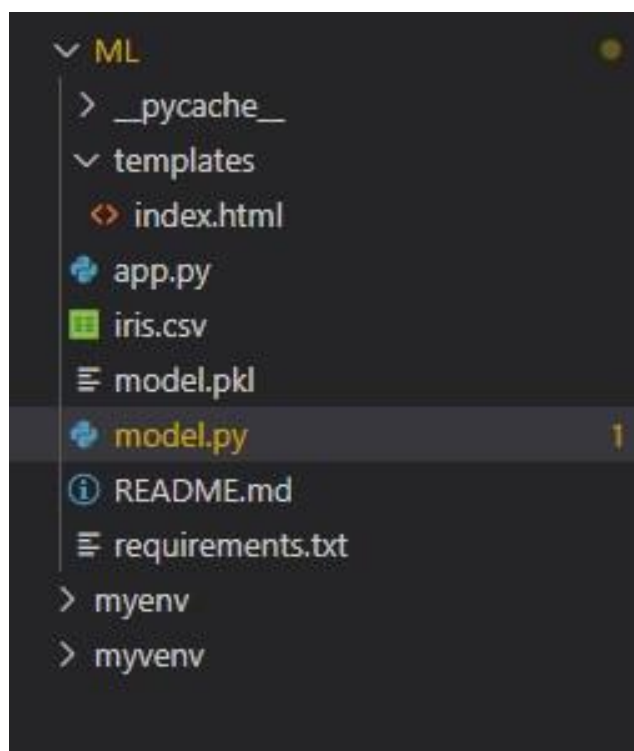 ML
__pycache__
templates
index.html
app.py
iris.csv
model.pkl
model.py 1
README.md
requirements.txt
myenv
myvenv